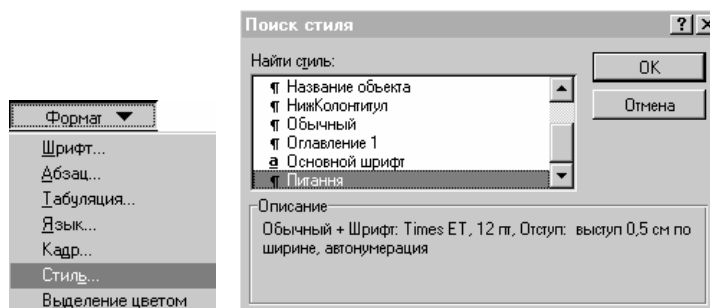 Формат
Шрифт...
Абзац...
Табуляция...
Язык...
Кадр...
Стиль...
Выделение цветом
Поиск стиля
Найти стиль:
¶ Название объекта
¶ НижКолонтитул
¶ Обычный
¶ Оглавление 1
a Основной шрифт
¶ Питання
OK
Отмена
Описание
Обычный + Шрифт: Times ET, 12 пт, Отступ: выступ 0,5 см по
ширине, автонумерация